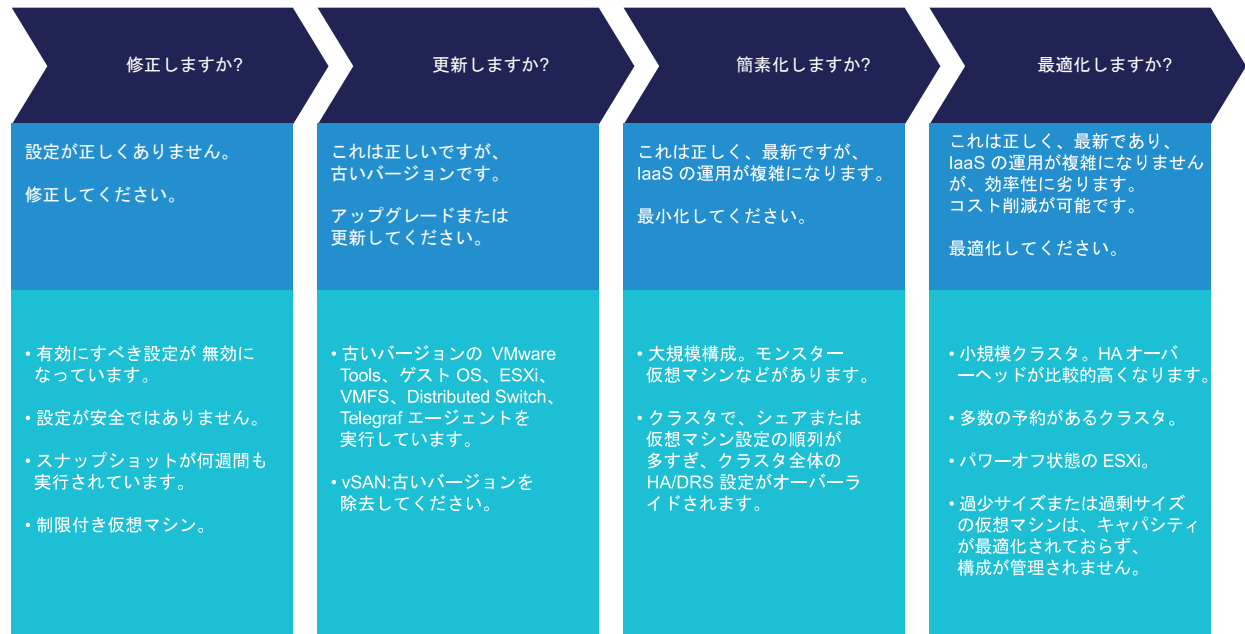 修正しますか?
更新しますか?
簡素化しますか?
最適化しますか?
設定が正しくありません。
修正してください。
これは正しいですが、
古いバージョンです。
アップグレードまたは
更新してください。
これは正しく、最新ですが、
IaaS の運用が複雑になります。
最小化してください。
これは正しく、最新であり、
IaaS の運用が複雑になりません
が、効率性に劣ります。
コスト削減が可能です。
最適化してください。
• 有効にすべき設定が 無効に
なっています。
• 設定が安全ではありません。
• スナップショットが何週間も
実行されています。
• 制限付き仮想マシン。
• 古いバージョンの VMware
Tools、ゲスト OS、ESXi、
VMFS、Distributed Switch、
Telegraf エージェントを
実行しています。
• vSAN:古いバージョンを
除去してください。
• 大規模構成。モンスター
仮想マシンなどがあります。
• クラスタで、シェアまたは
仮想マシン設定の順列が
多すぎ、クラスタ全体の
HA/DRS 設定がオーバーラ
イドされます。
• 小規模クラスタ。HA オーバ
ーヘッドが比較的高くなります。
• 多数の予約があるクラスタ。
• パワーオフ状態の ESXi。
• 過少サイズまたは過剰サイズ
の仮想マシンは、キャパシティ
が最適化されておらず、
構成が管理されません。